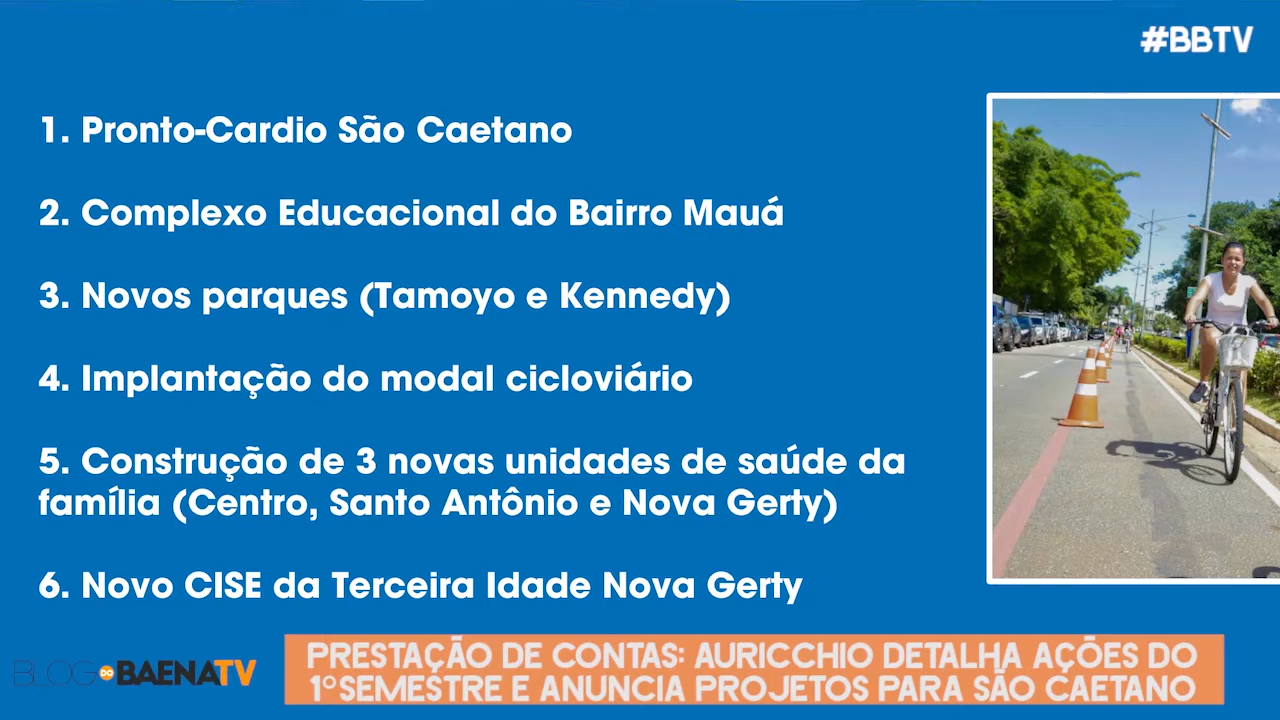 #BBTV
1. Pronto-Cardio São Caetano
2. Complexo Educacional do Bairro Mauá
3. Novos parques (Tamoyo e Kennedy)
4. Implantação do modal cicloviário
5. Construção de 3 novas unidades de saúde da
família (Centro, Santo Antônio e Nova Gerty)
6. Novo CISE da Terceira Idade Nova Gerty
BLOG DO BAENATV
PRESTAÇÃO DE CONTAS: AURICCHIO DETALHA AÇÕES DO
1º SEMESTRE E ANUNCIA PROJETOS PARA SÃO CAETANO